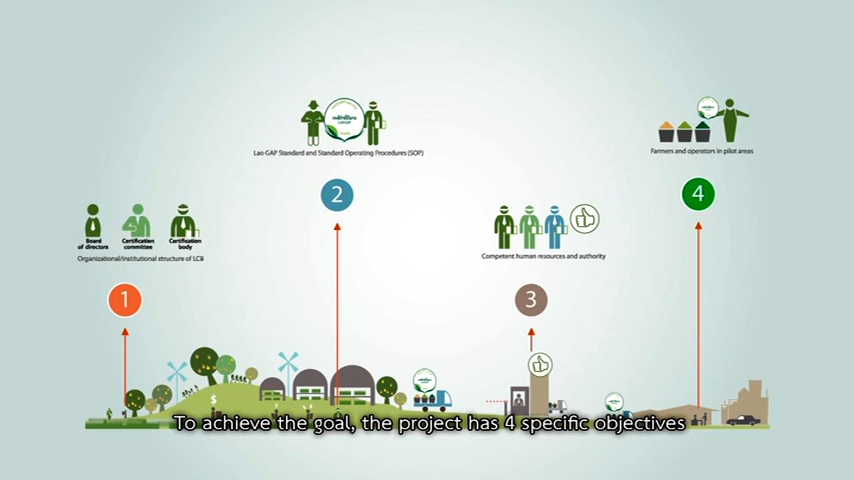 Lao GAP Standard and Standard Operating Procedures (SOP)
Farmers and operators in pilot areas
2
4
Board
of directors
Certification
committee
Certification
body
Organizational/Institutional structure of LCB
Competent human resources and authority
1
3
$
To achieve the goal, the project has 4 specific objectives